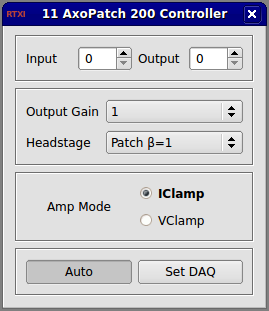 RTXI 11 AxoPatch 200 Controller
Input 0 Output 0
Output Gain 1
Headstage Patch β=1
Amp Mode
IClamp
VClamp
Auto Set DAQ